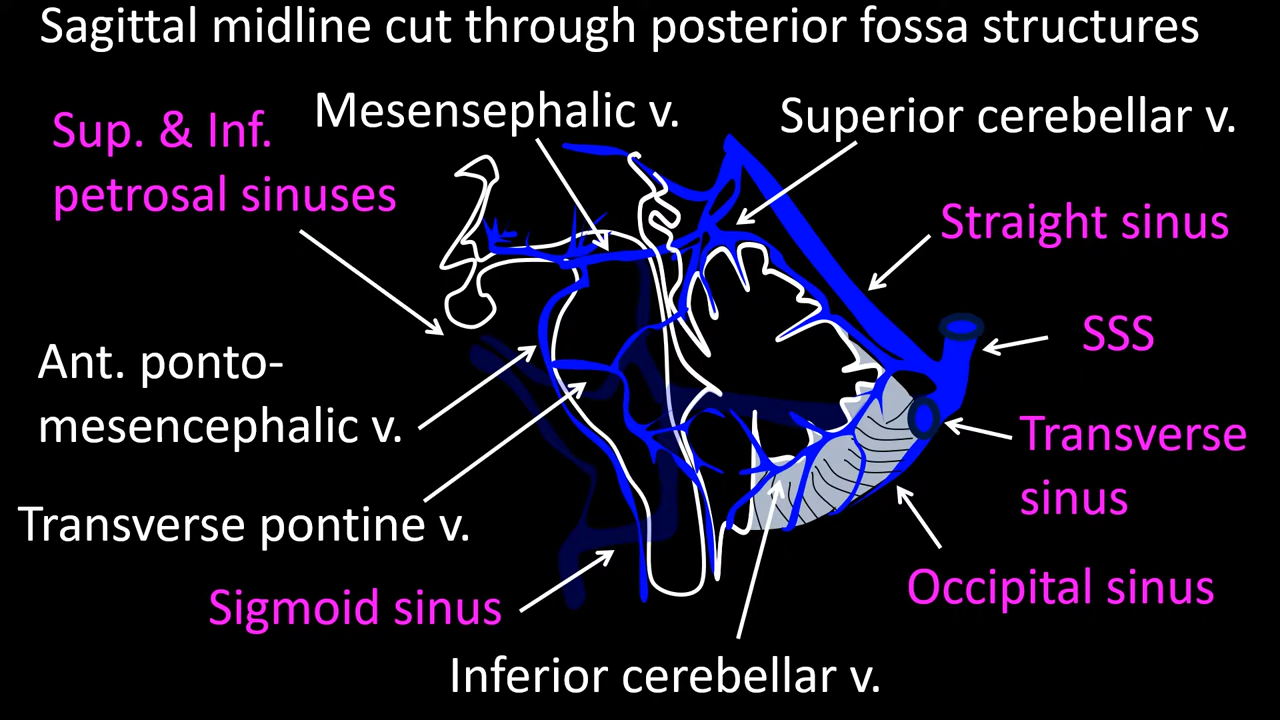 Sagittal midline cut through posterior fossa structures
Sup. & Inf.
petrosal sinuses
Mesensephalic v.
Superior cerebellar v.
Straight sinus
SSS
Ant. ponto-
mesencephalic v.
Transverse
sinus
Transverse pontine v.
Occipital sinus
Sigmoid sinus
Inferior cerebellar v.